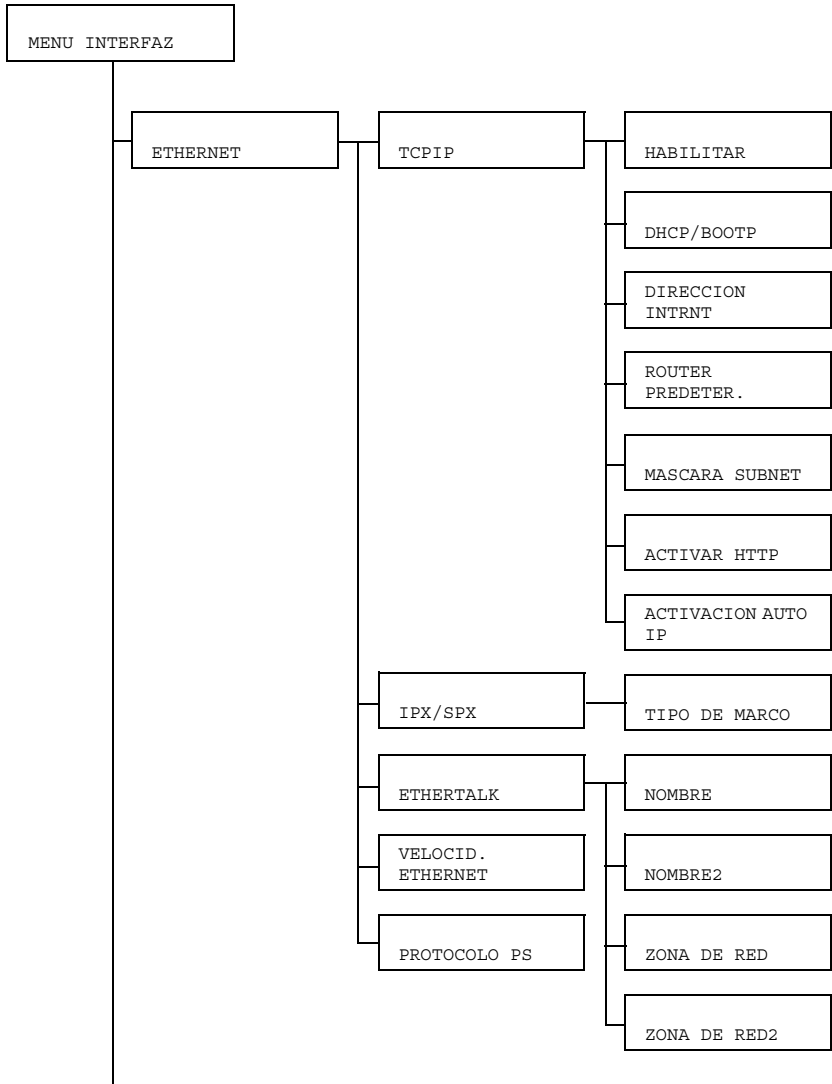 MENU INTERFAZ
ETHERNET
TCPIP
HABILITAR
DHCP/BOOTP
DIRECCION
INTRNT
ROUTER
PREDETER.
MASCARA SUBNET
ACTIVAR HTTP
ACTIVACION AUTO
IP
IPX/SPX
TIPO DE MARCO
ETHERTALK
NOMBRE
NOMBRE2
ZONA DE RED
ZONA DE RED2
VELOCID.
ETHERNET
PROTOCOLO PS